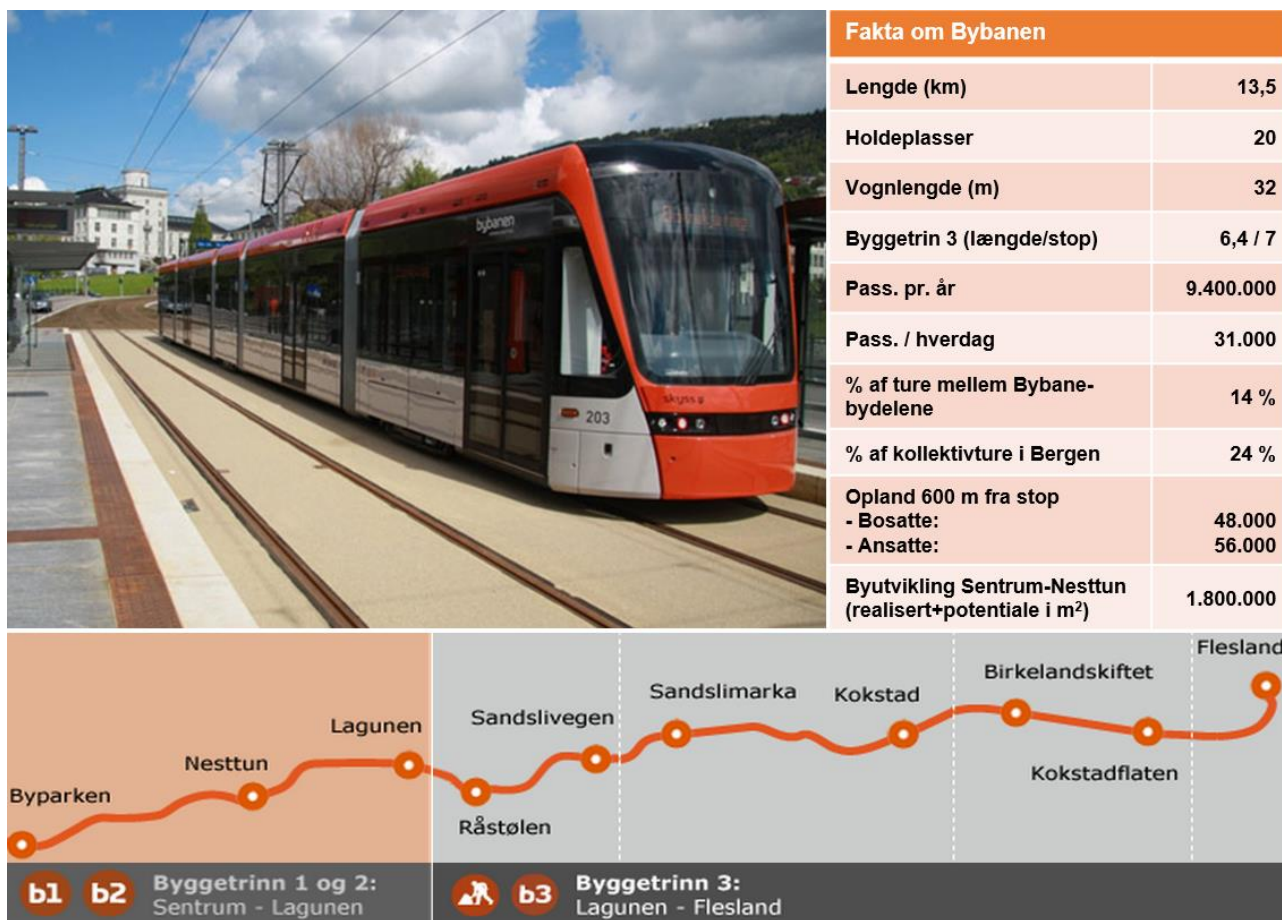 Fakta om Bybanen
Lengde (km) 13,5
Holdeplasser 20
Vognlengde (m) 32
Byggetrin 3 (længde/stop) 6,4 / 7
Pass. pr. år 9.400.000
Pass. / hverdag 31.000
% af ture mellem Bybane-
bydelene 14 %
% af kollektivture i Bergen 24 %
Opland 600 m fra stop
- Bosatte: 48.000
- Ansatte: 56.000
Byutvikling Sentrum-Nesttun
(realisert+potentiale i m²) 1.800.000
bybanen
skyss
203
Byparken
Nesttun
Lagunen
Råstølen
Sandslivegen
Sandslimarka
Kokstad
Birkelandskiftet
Kokstadflaten
Flesland
b1 b2 Byggetrinn 1 og 2:
Sentrum - Lagunen
b3 Byggetrinn 3:
Lagunen - Flesland